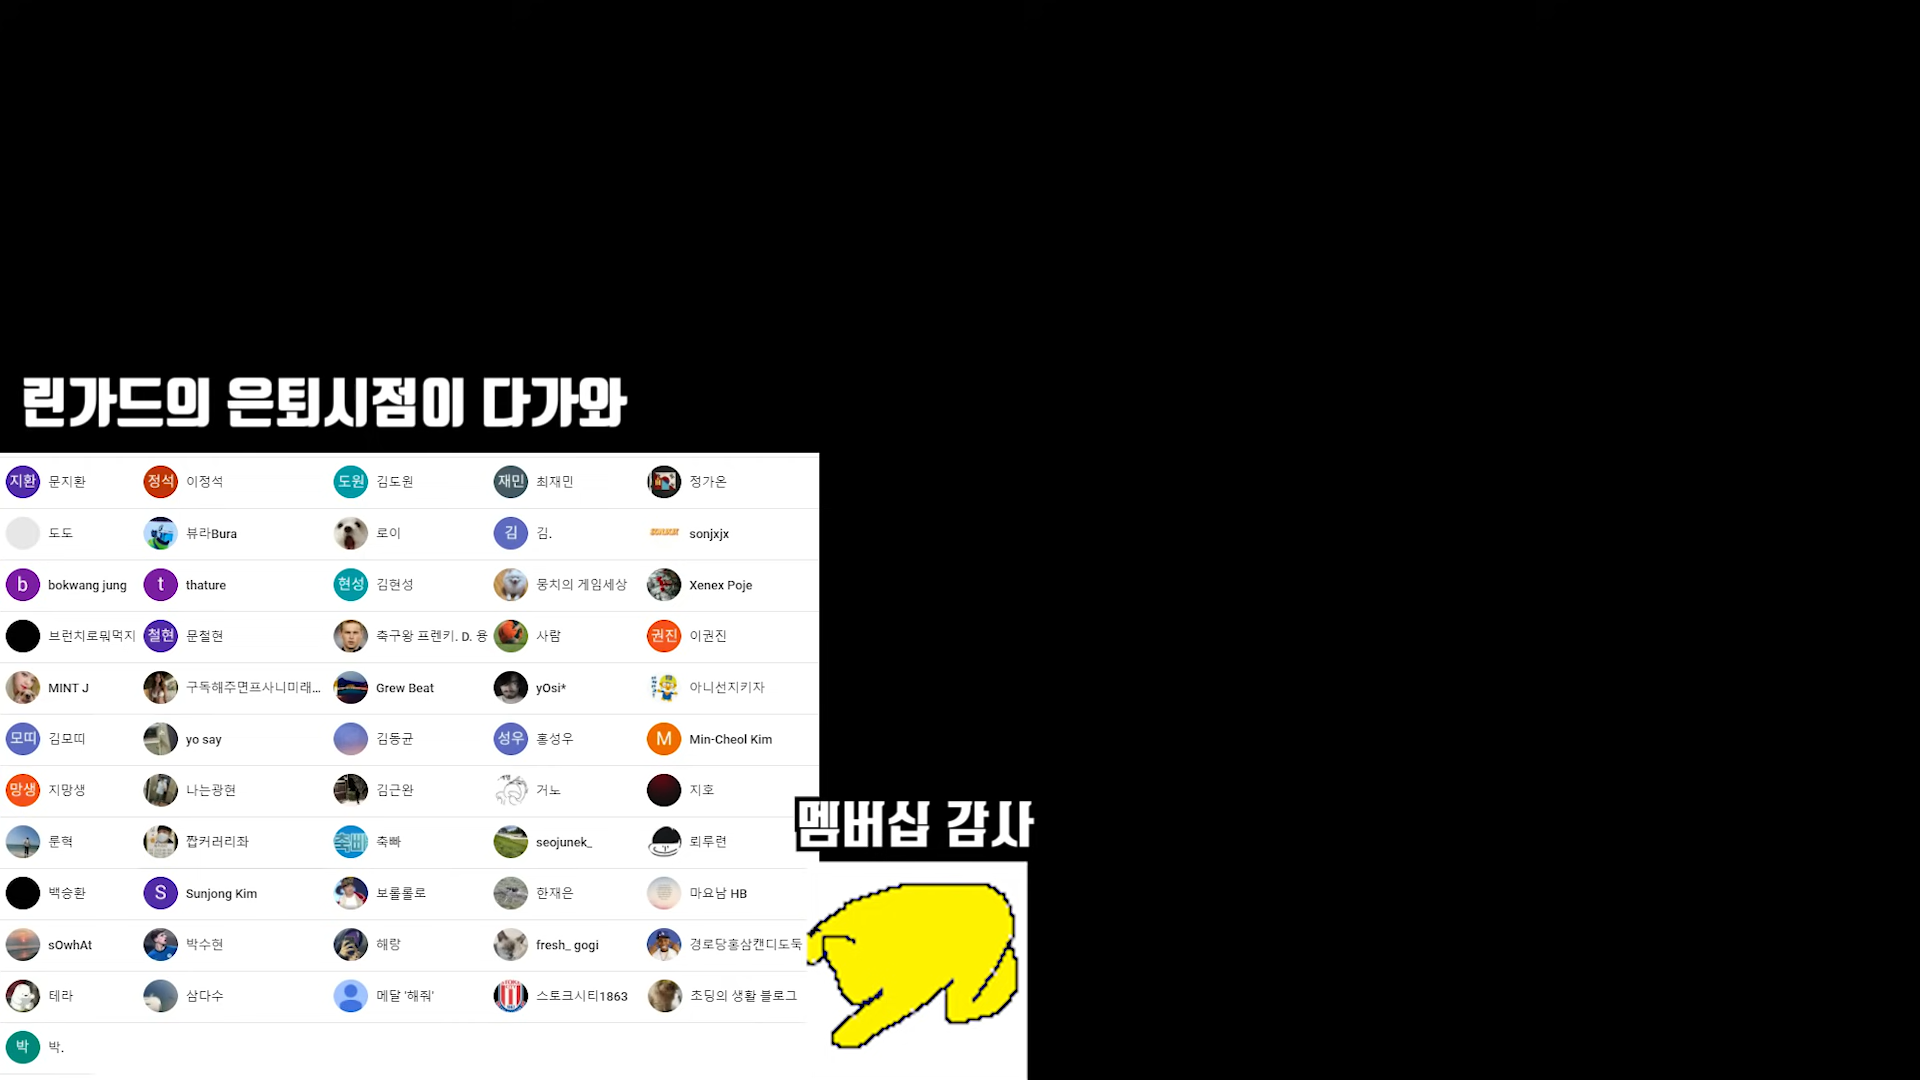 린가드의 은퇴시점이 다가와
지환 문지환 정석 이정석 도원 김도원 재민 최재민 정가온
도도 뷰라Bura 로이 김 김. sonjxjx
b bokwang jung t thature 현성 김현성 뭉치의 게임세상 Xenex Poje
브런치로뭐먹지 철현 문철현 축구왕 프렌키. D. 용 사람 권진 이권진
MINT J 구독해주면프사니미래... Grew Beat yOsi* 아니선지키자
모띠 김모띠 yo say 김동균 성우 홍성우 M Min-Cheol Kim
망생 지망생 나는광현 김근완 거노 지호
룬혁 짭커러리좌 축빠 축빠 seojunek_ 뢰루련
멤버십 감사
백승환 S Sunjong Kim 보롤롤로 한재은 마요남 HB
sOwhAt 박수현 해랑 fresh_ gogi 경로당홍삼캔디도둑
테라 삼다수 메달 '해줘' 스토크시티1863 초딩의 생활 블로그
박 박.